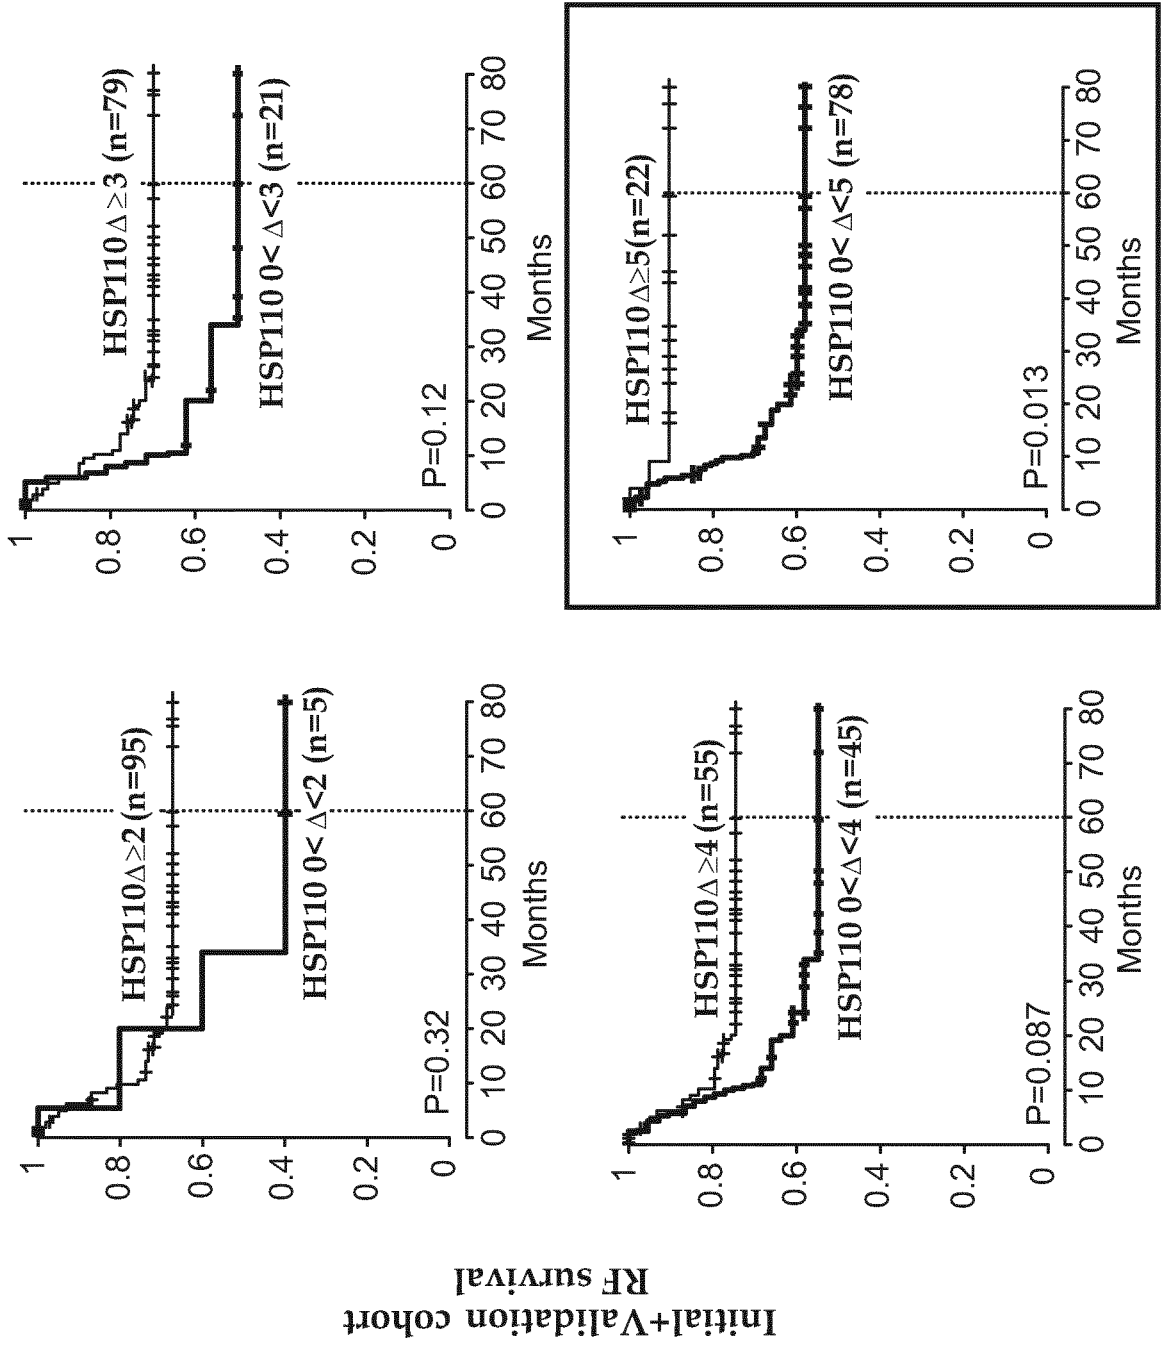 Initial+Validation cohort
RF survival
1
0.8
0.6
0.4
0.2
0
0 10 20 30 40 50 60 70 80
Months
HSP110Δ≥2 (n=95)
HSP110 0< Δ<2 (n=5)
P=0.32
1
0.8
0.6
0.4
0.2
0
0 10 20 30 40 50 60 70 80
Months
HSP110Δ≥3 (n=79)
HSP110 0< Δ<3 (n=21)
P=0.12
1
0.8
0.6
0.4
0.2
0
0 10 20 30 40 50 60 70 80
Months
HSP110Δ≥4 (n=55)
HSP110 0<Δ<4 (n=45)
P=0.087
1
0.8
0.6
0.4
0.2
0
0 10 20 30 40 50 60 70 80
Months
HSP110Δ≥5(n=22)
HSP110 0< Δ<5 (n=78)
P=0.013